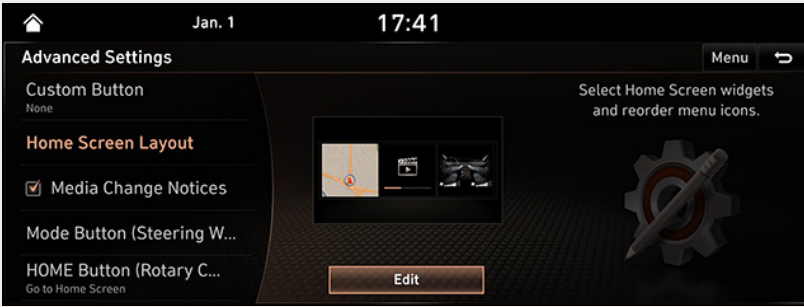 Jan. 1
17:41
Advanced Settings
Menu
Custom Button
None
Home Screen Layout
Media Change Notices
Mode Button (Steering W...
HOME Button (Rotary C...
Go to Home Screen
Select Home Screen widgets
and reorder menu icons.
Edit